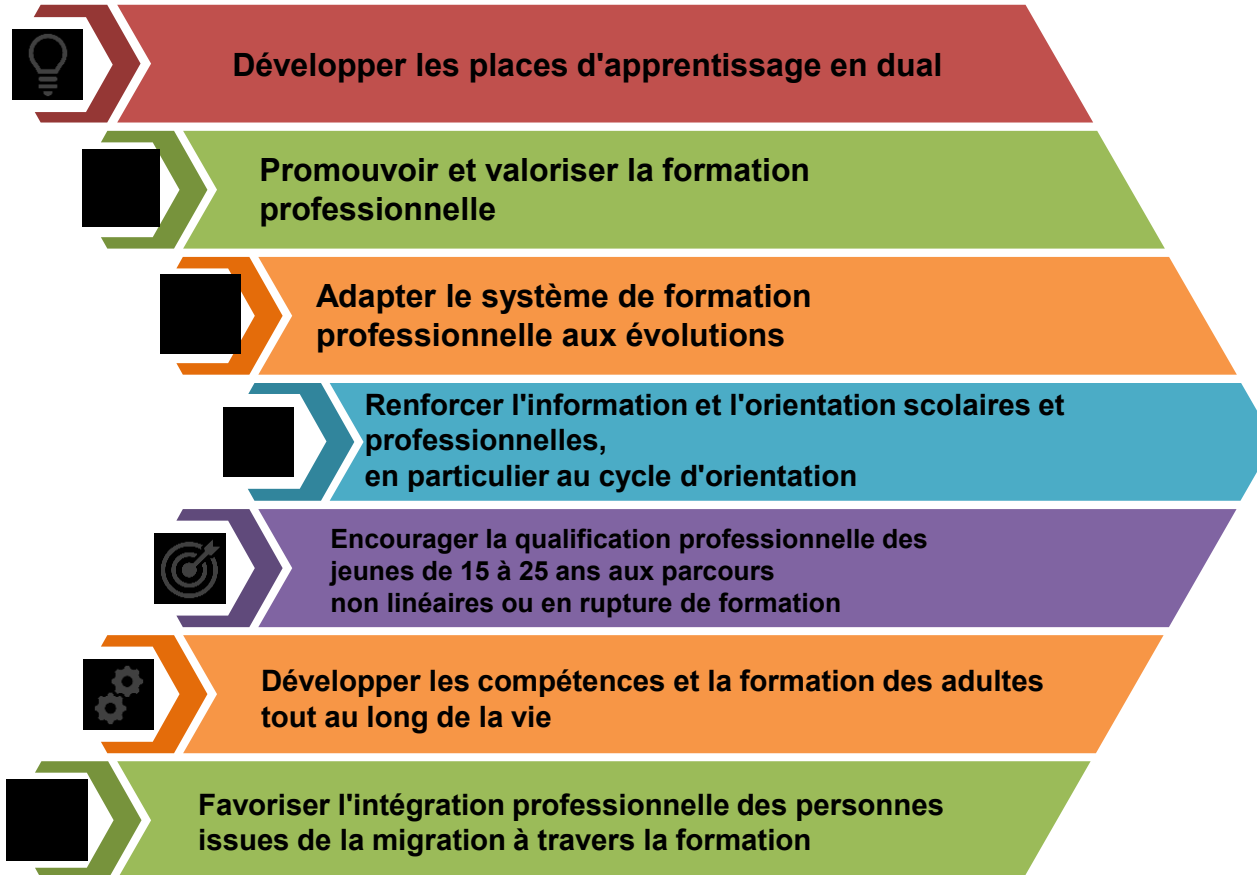 Développer les places d'apprentissage en dual
Promouvoir et valoriser la formation
professionnelle
Adapter le système de formation
professionnelle aux évolutions
Renforcer l'information et l'orientation scolaires et
professionnelles,
en particulier au cycle d'orientation
Encourager la qualification professionnelle des
jeunes de 15 à 25 ans aux parcours
non linéaires ou en rupture de formation
Développer les compétences et la formation des adultes
tout au long de la vie
Favoriser l'intégration professionnelle des personnes
issues de la migration à travers la formation